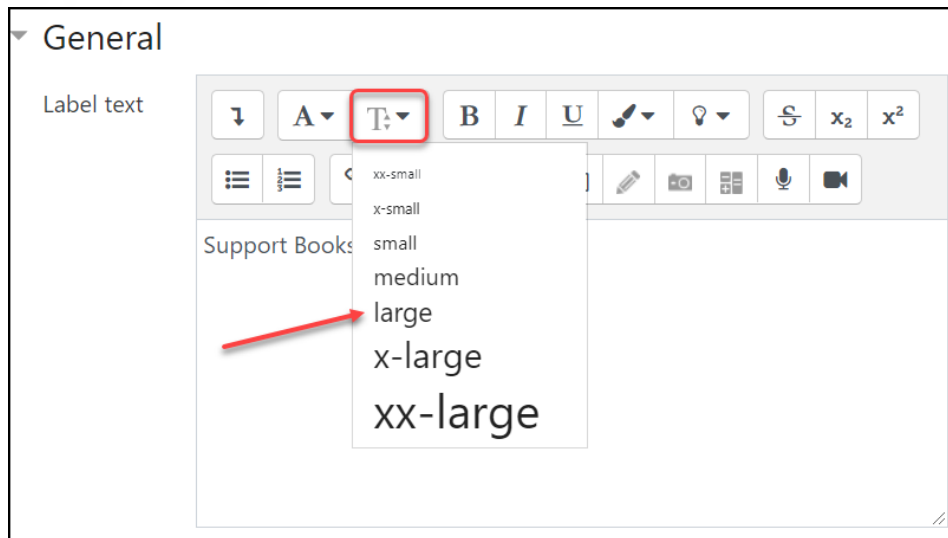 General
Label text
A T B I U S x₂ x²
Support Books
xx-small
x-small
small
medium
large
x-large
xx-large